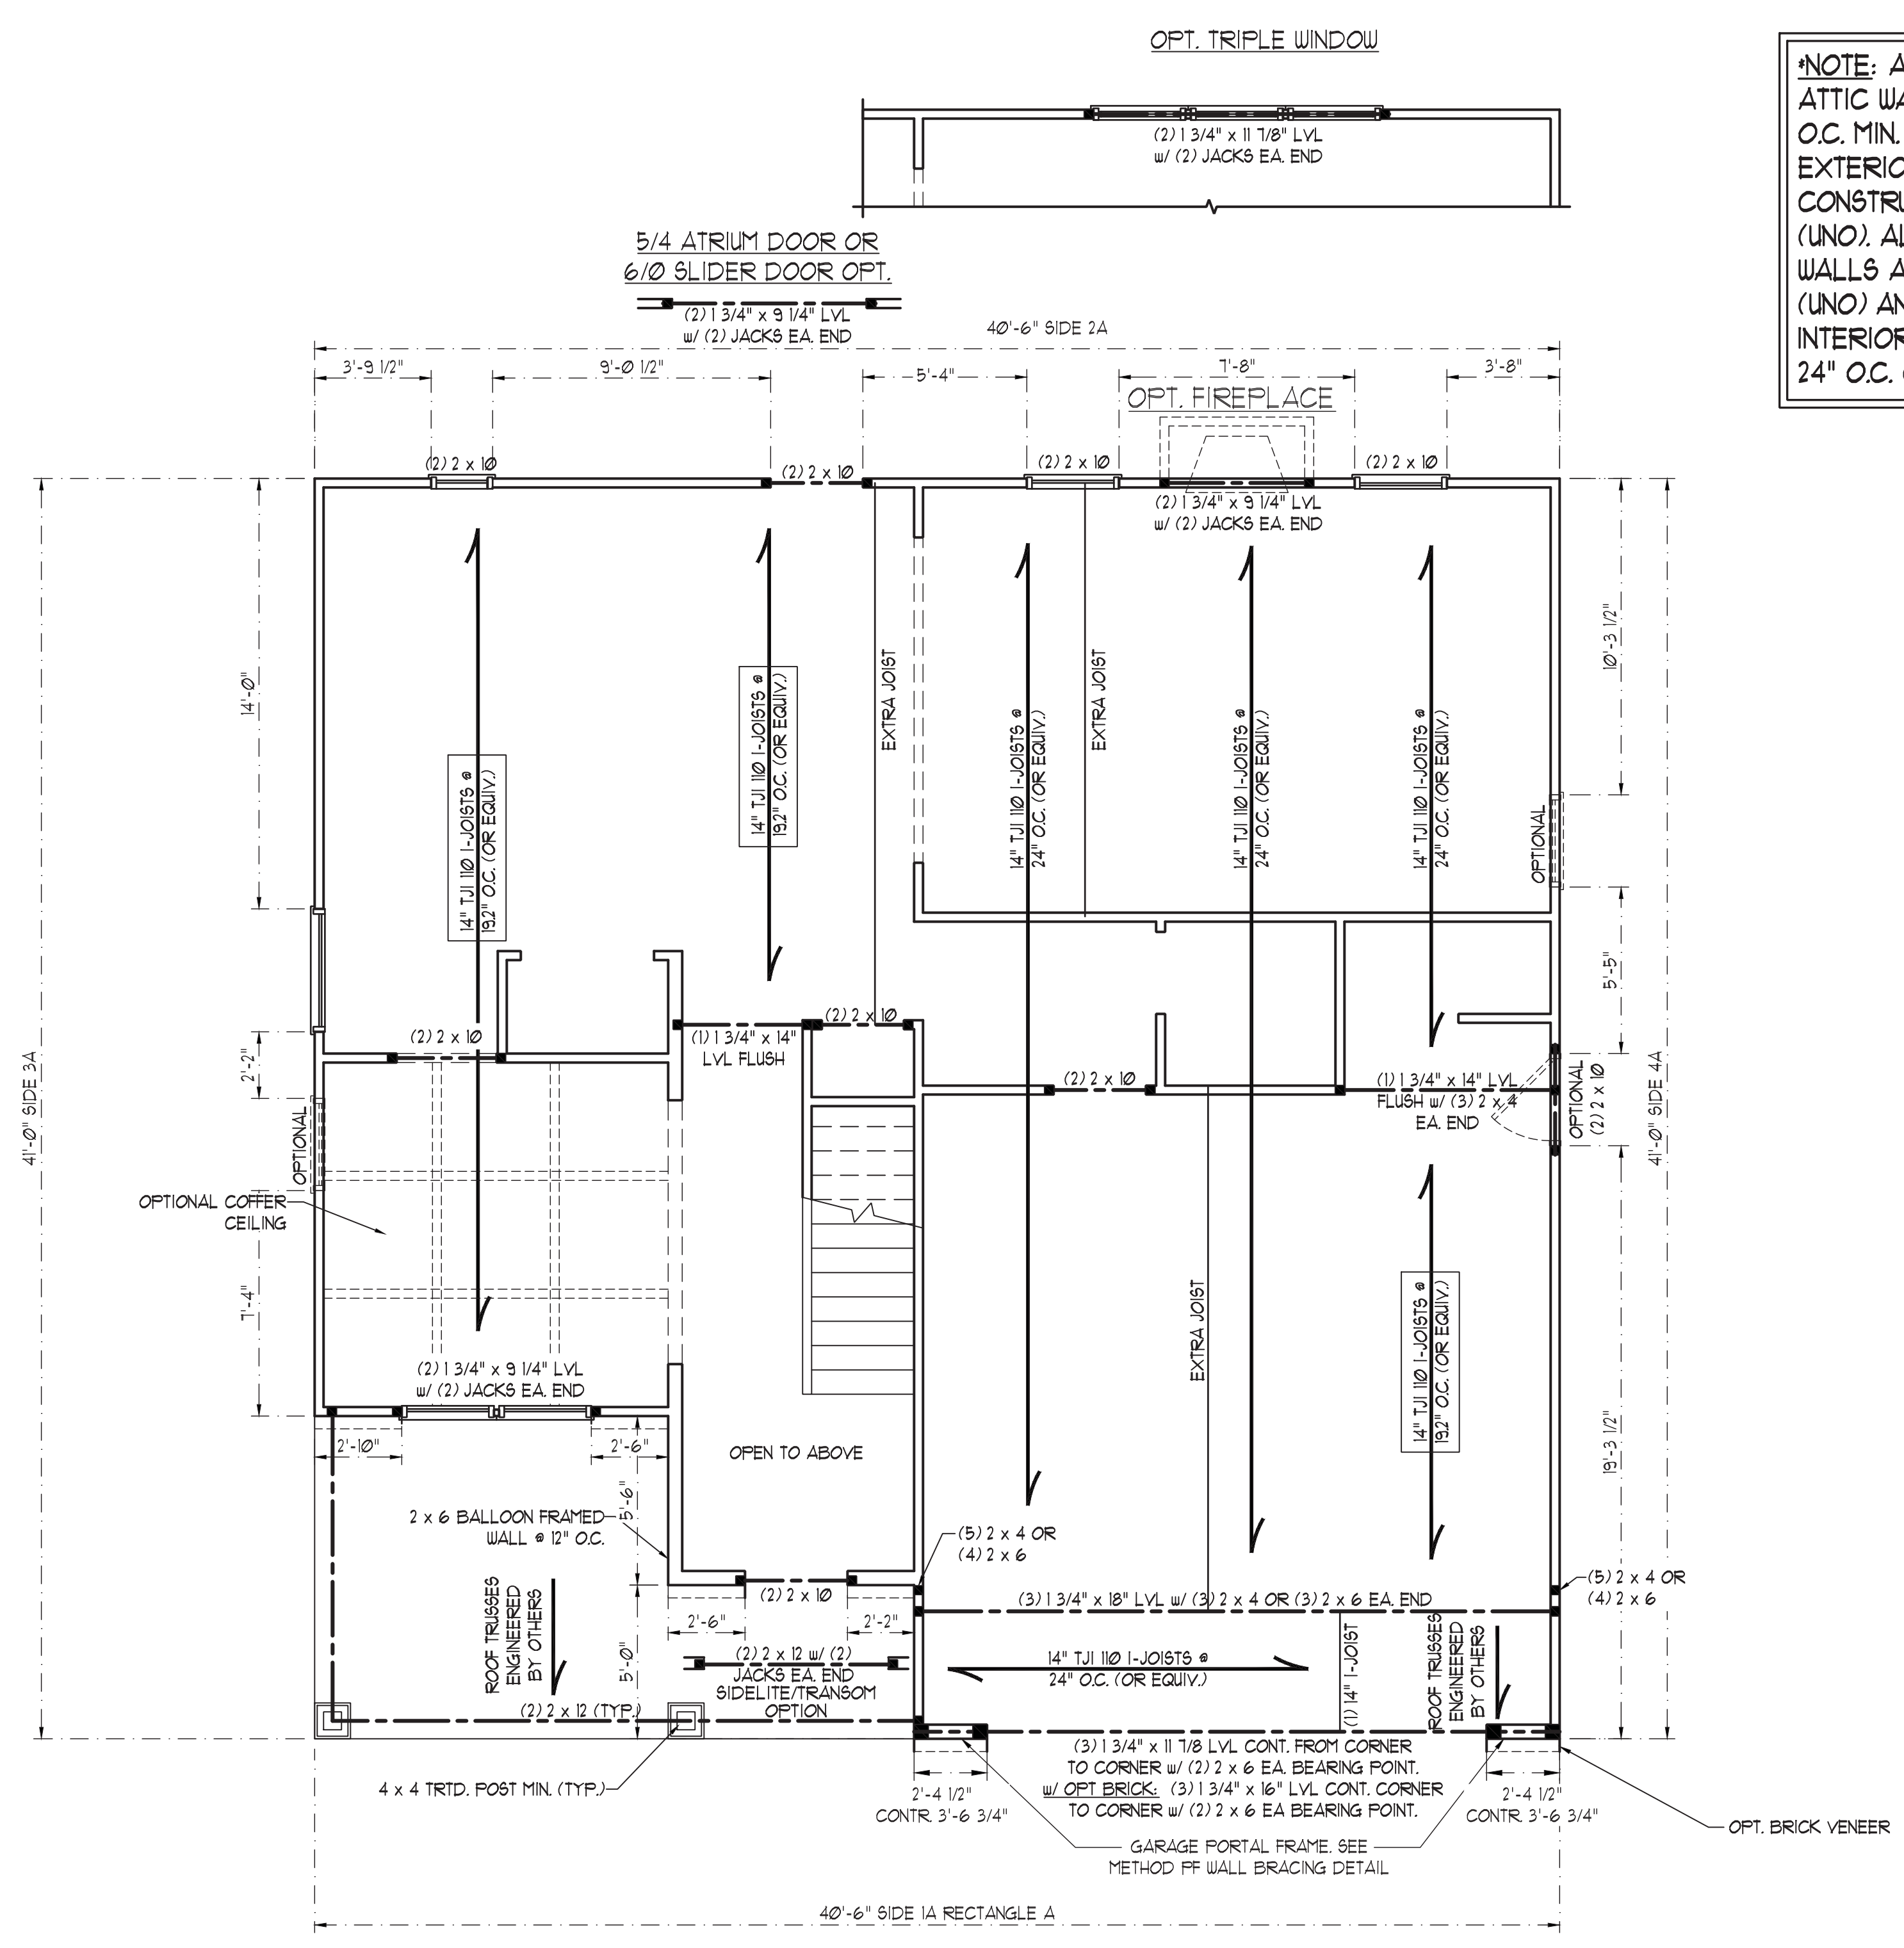 OPT. TRIPLE WINDOW
(2) 1 3/4" x 11 7/8" LVL
w/ (2) JACKS EA. END
*NOTE:
ATTIC
O.C. MIN.
(UNO).
WALLS
(UNO)
24" O.C.
5/4 ATRIUM DOOR OR
6/0 SLIDER DOOR OPT.
(2) 1 3/4" x 9 1/4" LVL
w/ (2) JACKS EA. END
40'-6" SIDE 2A
3'-9 1/2"
9'-0 1/2"
5'-4"
7'-8"
3'-8"
OPT. FIREPLACE
(2) 2 x 10
(2) 2 x 10
(2) 2 x 10
(2) 2 x 10
(2) 1 3/4" x 9 1/4" LVL
w/ (2) JACKS EA. END
14'-0"
10'-3 1/2"
EXTRA JOIST
EXTRA JOIST
14" TJI 110 I-JOISTS @
19.2" O.C. (OR EQUIV.)
14" TJI 110 I-JOISTS @
19.2" O.C. (OR EQUIV.)
14" TJI 110 I-JOISTS @
24" O.C. (OR EQUIV.)
14" TJI 110 I-JOISTS @
24" O.C. (OR EQUIV.)
14" TJI 110 I-JOISTS @
24" O.C. (OR EQUIV.)
OPTIONAL
5'-5"
(2) 2 x 10
(2) 2 x 10
(1) 1 3/4" x 14"
LVL FLUSH
2'-2"
41'-0" SIDE 3A
41'-0" SIDE 4A
(2) 2 x 10
(1) 1 3/4" x 14" LVL
FLUSH w/ (3) 2 x 4
EA. END
OPTIONAL
(2) 2 x 10
OPTIONAL
OPTIONAL COFFER
CEILING
7'-4"
EXTRA JOIST
14" TJI 110 I-JOISTS @
19.2" O.C. (OR EQUIV.)
(2) 1 3/4" x 9 1/4" LVL
w/ (2) JACKS EA. END
2'-10"
2'-6"
OPEN TO ABOVE
19'-3 1/2"
5'-6"
2 x 6 BALLOON FRAMED
WALL @ 12" O.C.
(5) 2 x 4 OR
(4) 2 x 6
(5) 2 x 4 OR
(4) 2 x 6
(2) 2 x 10
(3) 1 3/4" x 18" LVL w/ (3) 2 x 4 OR (3) 2 x 6 EA. END
2'-6"
2'-2"
5'-0"
ROOF TRUSSES
ENGINEERED
BY OTHERS
(2) 2 x 12 w/ (2)
JACKS EA. END
SIDELITE/TRANSOM
OPTION
14" TJI 110 I-JOISTS @
24" O.C. (OR EQUIV.)
(1) 14" I-JOIST
ROOF TRUSSES
ENGINEERED
BY OTHERS
(2) 2 x 12 (TYP.)
4 x 4 TRTD. POST MIN. (TYP.)
(3) 1 3/4" x 11 7/8 LVL CONT. FROM CORNER
TO CORNER w/ (2) 2 x 6 EA. BEARING POINT.
w/ OPT BRICK: (3) 1 3/4" x 16" LVL CONT. CORNER
TO CORNER w/ (2) 2 x 6 EA BEARING POINT.
2'-4 1/2"
CONTR. 3'-6 3/4"
2'-4 1/2"
CONTR. 3'-6 3/4"
OPT. BRICK VENEER
GARAGE PORTAL FRAME. SEE
METHOD PF WALL BRACING DETAIL
40'-6" SIDE 1A RECTANGLE A